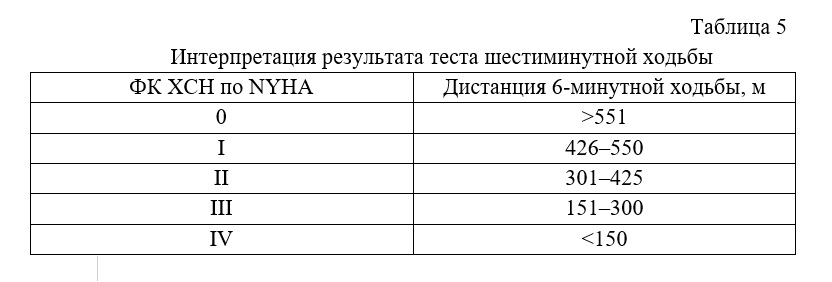 Таблица 5
Интерпретация результата теста шестиминутной ходьбы
ФК ХСН по NYHA Дистанция 6-минутной ходьбы, м
0 >551
I 426–550
II 301–425
III 151–300
IV <150